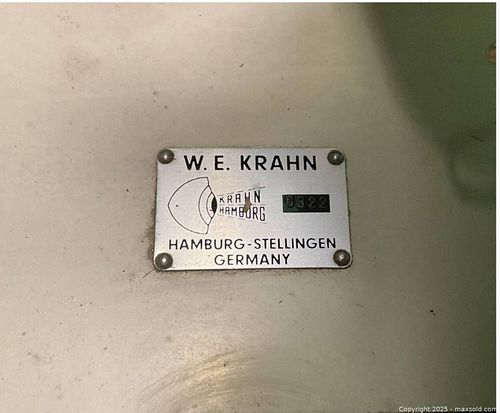 W. E. KRAHN
KRAHN
HAMBURG
HAMBURG-STELLINGEN
GERMANY
Copyright 2025 - maxsold.com